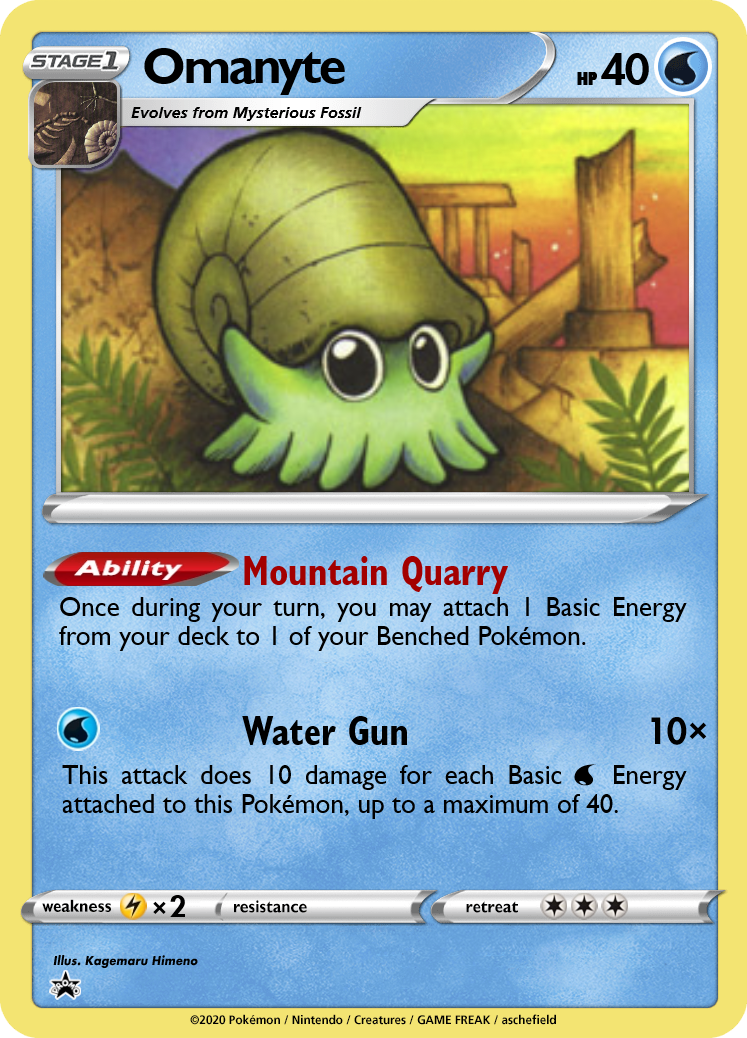 STAGE1
Omanyte
HP 40
Evolves from Mysterious Fossil
Ability Mountain Quarry
Once during your turn, you may attach 1 Basic Energy
from your deck to 1 of your Benched Pokémon.
Water Gun 10×
This attack does 10 damage for each Basic Energy
attached to this Pokémon, up to a maximum of 40.
weakness ×2 resistance retreat
Illus. Kagemaru Himeno
PROMO
©2020 Pokémon / Nintendo / Creatures / GAME FREAK / aschefield